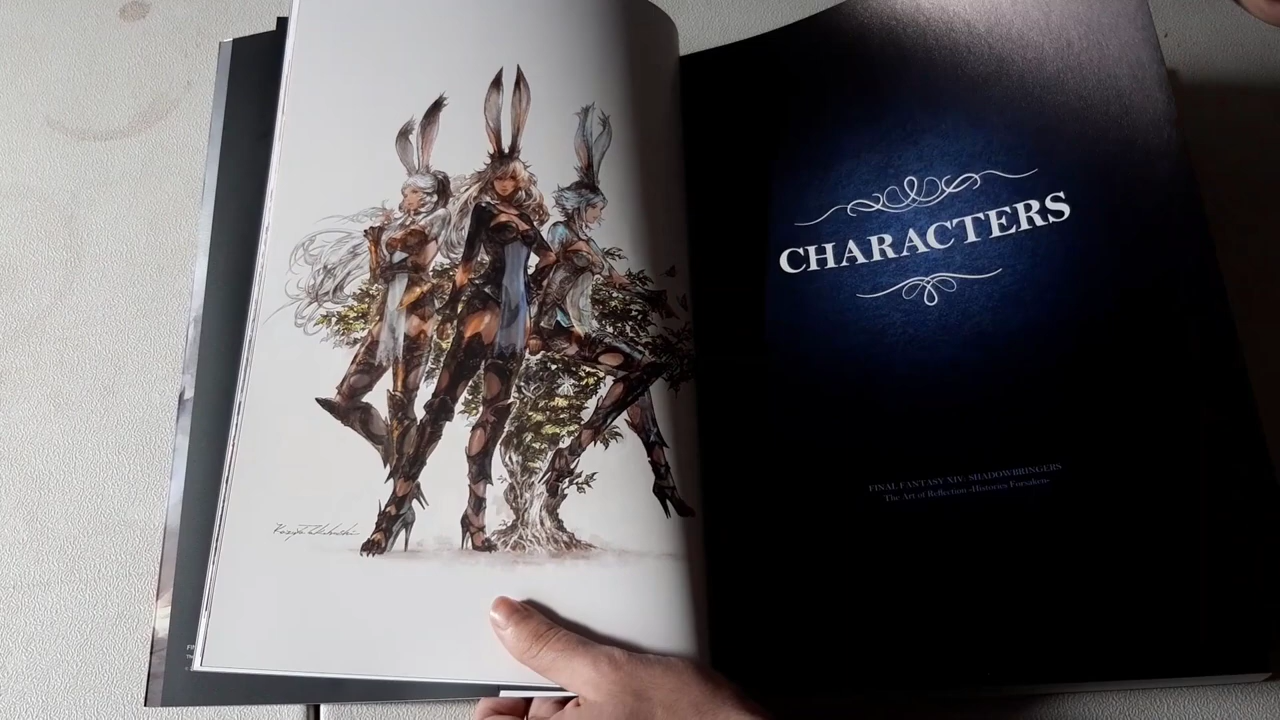 CHARACTERS
FINAL FANTASY XIV: SHADOWBRINGERS
The Art of Reflection -Histories Forsaken-